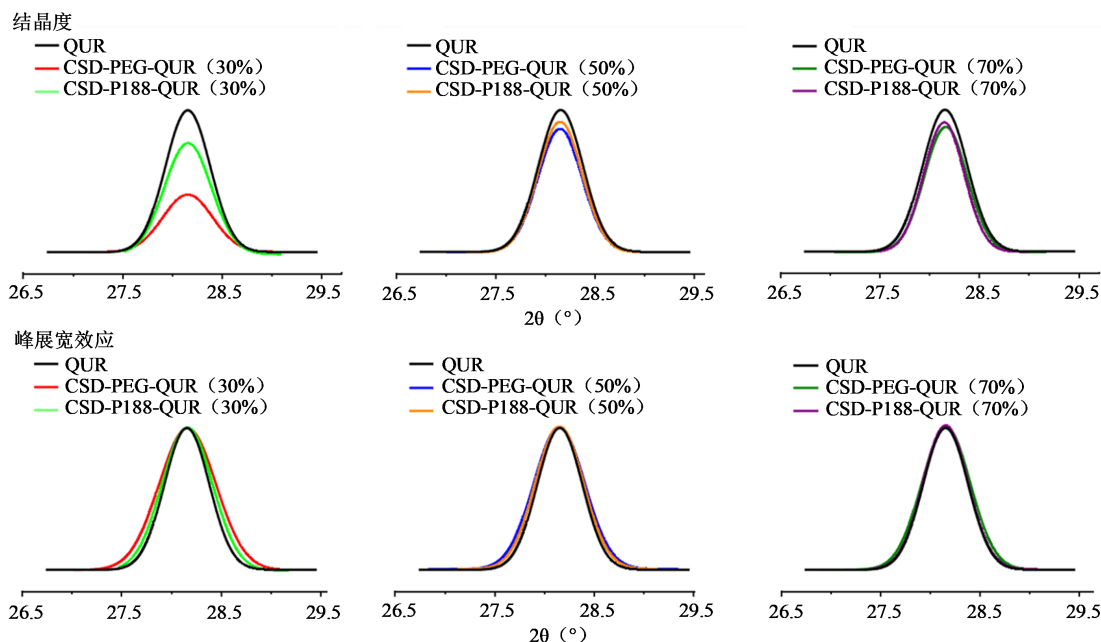 结晶度
QUR
CSD-PEG-QUR（30%）
CSD-P188-QUR（30%）
QUR
CSD-PEG-QUR（50%）
CSD-P188-QUR（50%）
QUR
CSD-PEG-QUR（70%）
CSD-P188-QUR（70%）
26.5 27.5 28.5 29.5
26.5 27.5 28.5 29.5
26.5 27.5 28.5 29.5
2θ（°）
峰展宽效应
QUR
CSD-PEG-QUR（30%）
CSD-P188-QUR（30%）
QUR
CSD-PEG-QUR（50%）
CSD-P188-QUR（50%）
QUR
CSD-PEG-QUR（70%）
CSD-P188-QUR（70%）
26.5 27.5 28.5 29.5
26.5 27.5 28.5 29.5
26.5 27.5 28.5 29.5
2θ（°）